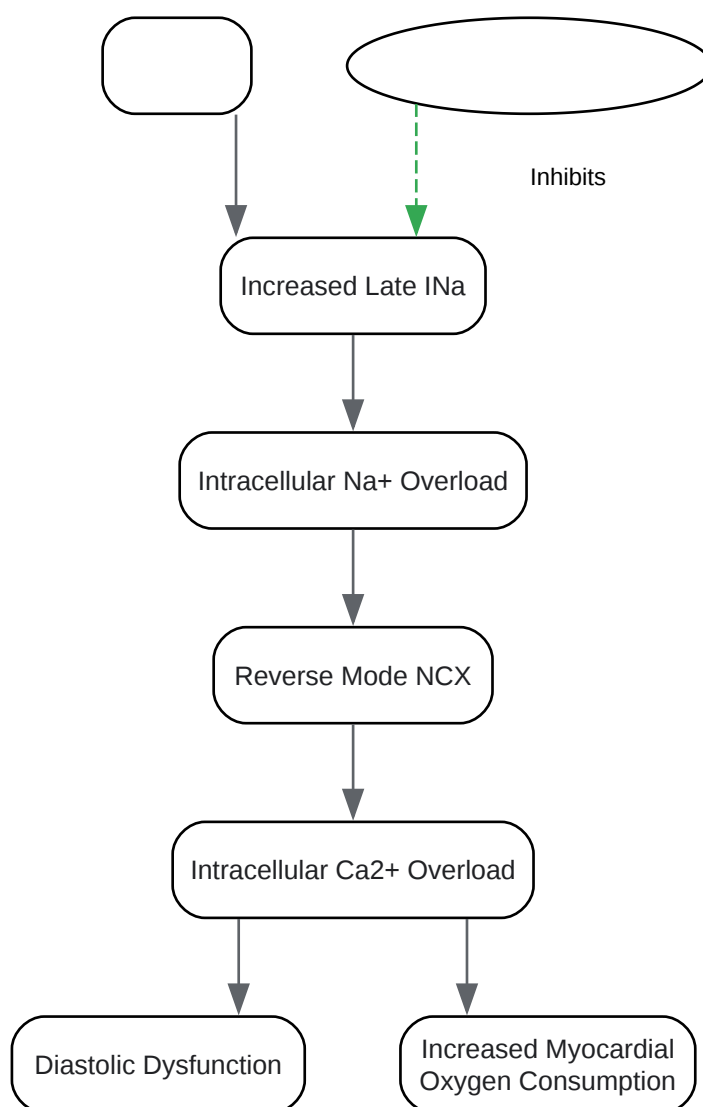 Inhibits
Increased Late INa
Intracellular Na+ Overload
Reverse Mode NCX
Intracellular Ca2+ Overload
Diastolic Dysfunction
Increased Myocardial
Oxygen Consumption